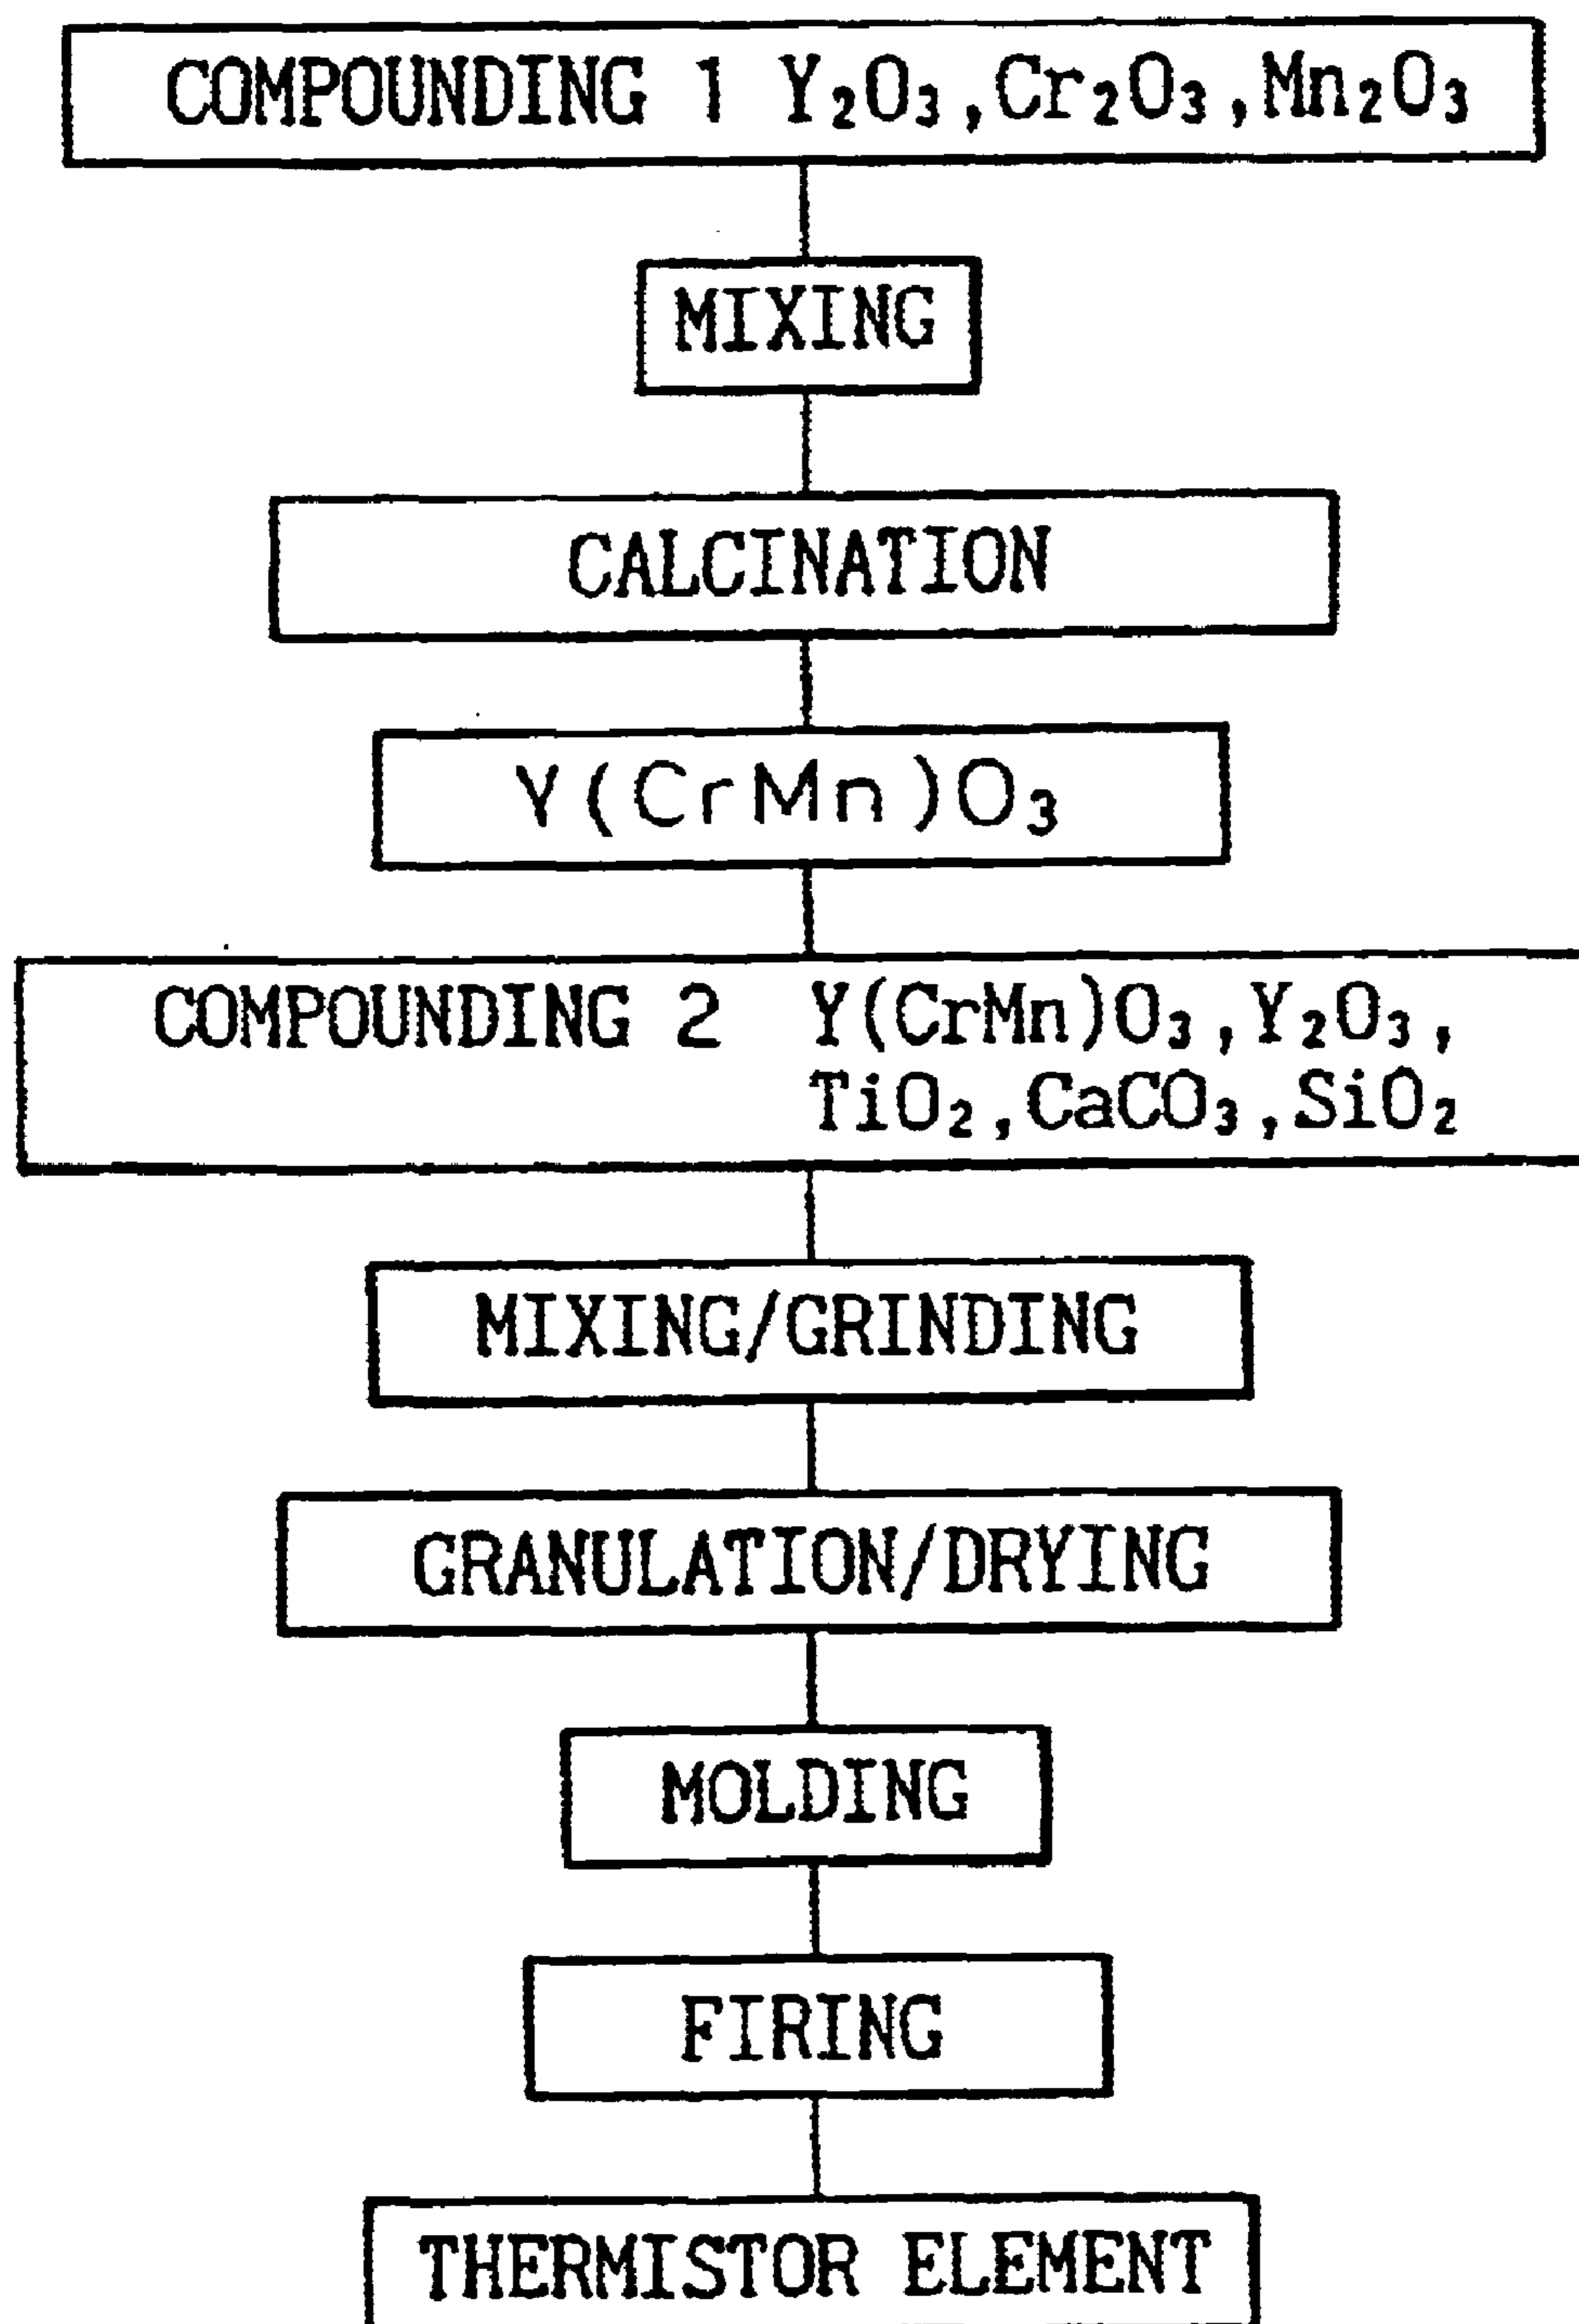 COMPOUNDING 1 Y₂O₃,Cr₂O₃,Mn₂O₃
MIXING
CALCINATION
Y(CrMn)O₃
COMPOUNDING 2 Y(CrMn)O₃,Y₂O₃,
TiO₂,CaCO₃,SiO₂
MIXING/GRINDING
GRANULATION/DRYING
MOLDING
FIRING
THERMISTOR ELEMENT